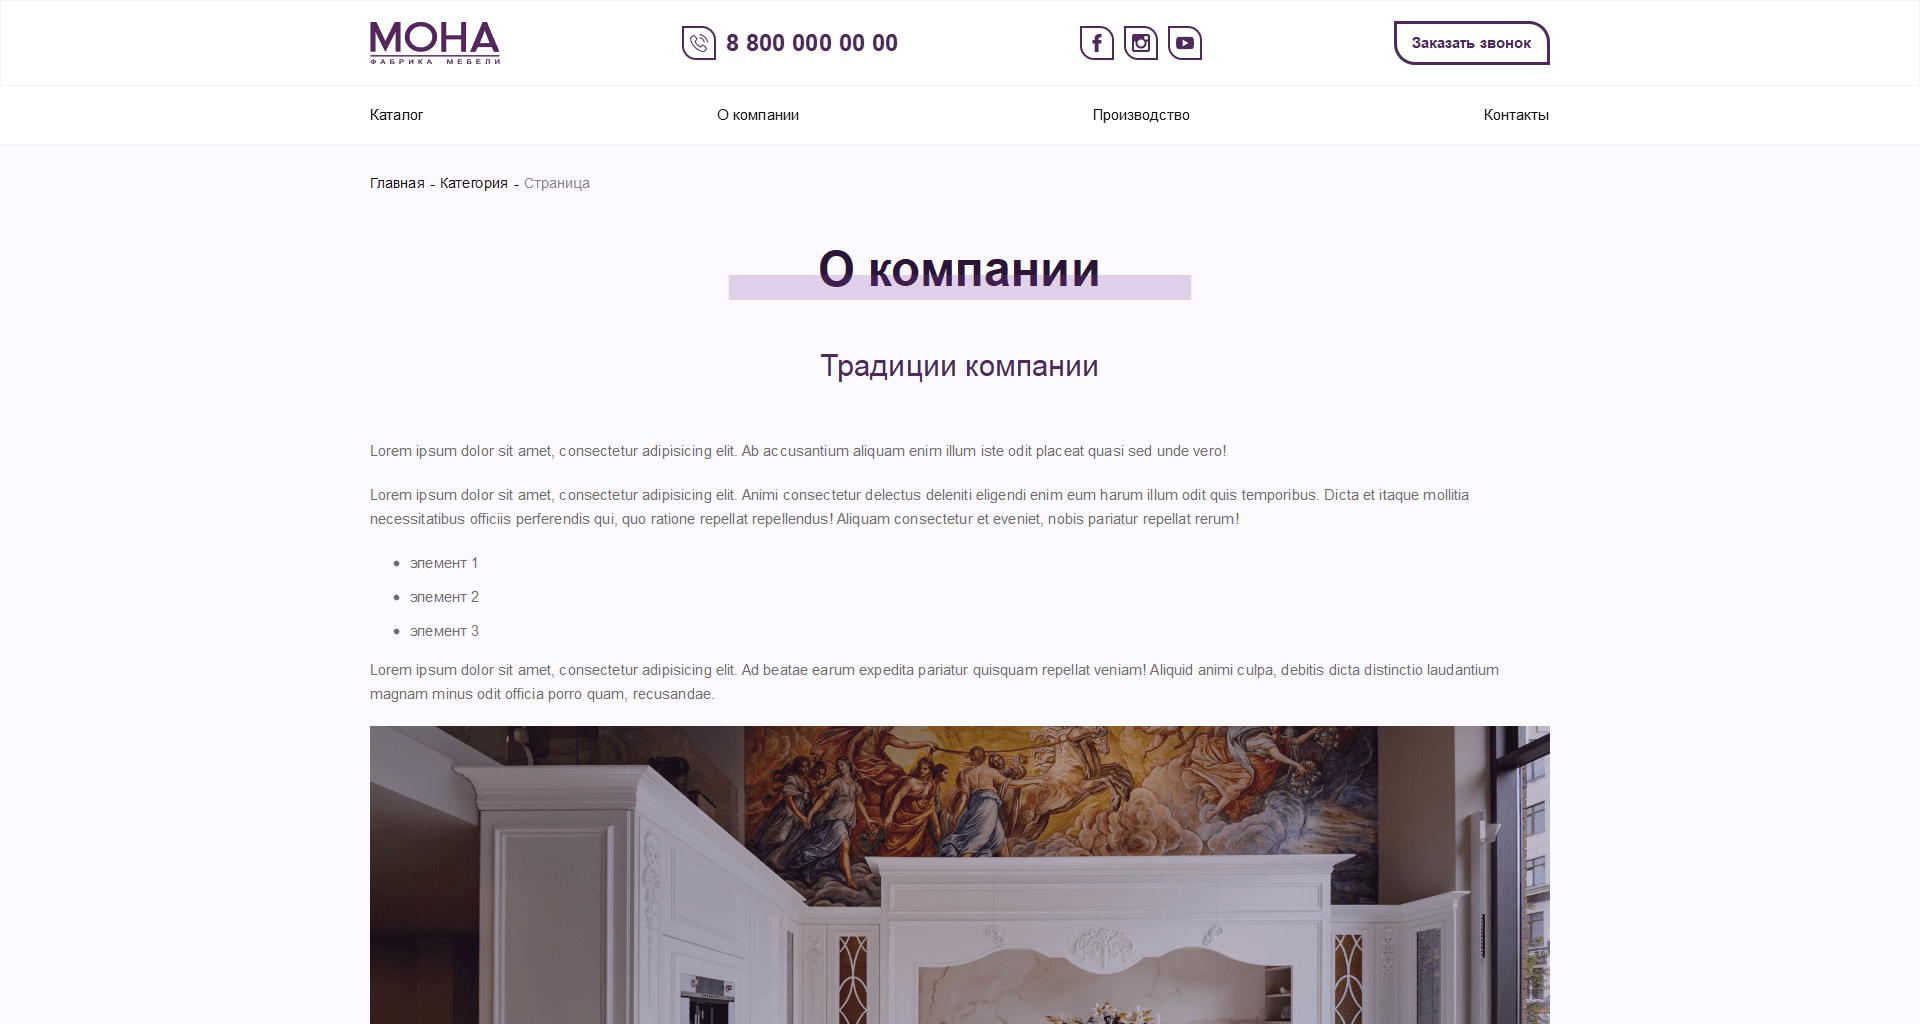 МОНА
ФАБРИКА МЕБЕЛИ
8 800 000 00 00
Заказать звонок
Каталог
О компании
Производство
Контакты
Главная - Категория - Страница
О компании
Традиции компании
Lorem ipsum dolor sit amet, consectetur adipisicing elit. Ab accusantium aliquam enim illum iste odit placeat quasi sed unde vero!
Lorem ipsum dolor sit amet, consectetur adipisicing elit. Animi consectetur delectus deleniti eligendi enim eum harum illum odit quis temporibus. Dicta et itaque mollitia
necessitatibus officiis perferendis qui, quo ratione repellat repellendus! Aliquam consectetur et eveniet, nobis pariatur repellat rerum!
• элемент 1
• элемент 2
• элемент 3
Lorem ipsum dolor sit amet, consectetur adipisicing elit. Ad beatae earum expedita pariatur quisquam repellat veniam! Aliquid animi culpa, debitis dicta distinctio laudantium
magnam minus odit officia porro quam, recusandae.